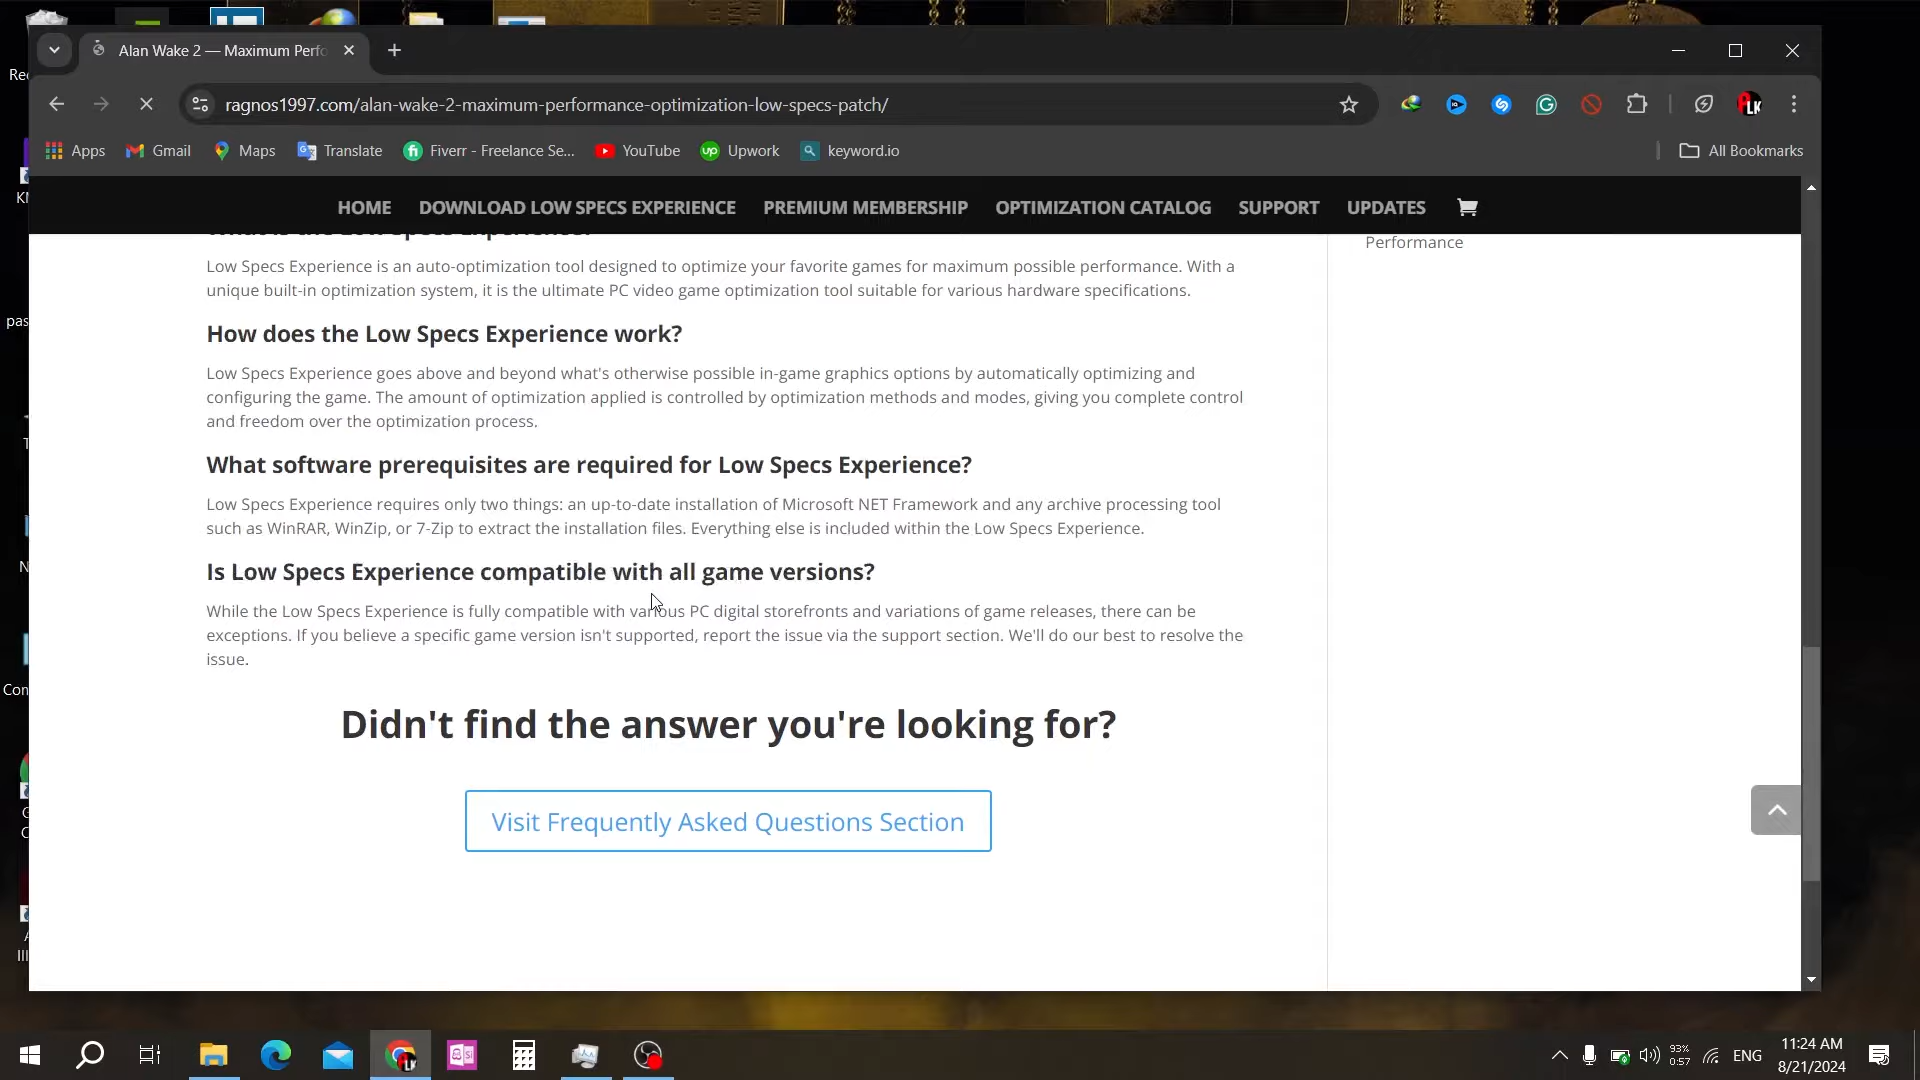 Alan Wake 2 — Maximum Perfo
ragnos1997.com/alan-wake-2-maximum-performance-optimization-low-specs-patch/
Apps Gmail Maps Translate Fiverr - Freelance Se... YouTube Upwork keyword.io All Bookmarks
HOME DOWNLOAD LOW SPECS EXPERIENCE PREMIUM MEMBERSHIP OPTIMIZATION CATALOG SUPPORT UPDATES
Performance
Low Specs Experience is an auto-optimization tool designed to optimize your favorite games for maximum possible performance. With a
unique built-in optimization system, it is the ultimate PC video game optimization tool suitable for various hardware specifications.
How does the Low Specs Experience work?
Low Specs Experience goes above and beyond what's otherwise possible in-game graphics options by automatically optimizing and
configuring the game. The amount of optimization applied is controlled by optimization methods and modes, giving you complete control
and freedom over the optimization process.
What software prerequisites are required for Low Specs Experience?
Low Specs Experience requires only two things: an up-to-date installation of Microsoft NET Framework and any archive processing tool
such as WinRAR, WinZip, or 7-Zip to extract the installation files. Everything else is included within the Low Specs Experience.
Is Low Specs Experience compatible with all game versions?
While the Low Specs Experience is fully compatible with various PC digital storefronts and variations of game releases, there can be
exceptions. If you believe a specific game version isn't supported, report the issue via the support section. We'll do our best to resolve the
issue.
Didn't find the answer you're looking for?
Visit Frequently Asked Questions Section
93%
0:57
ENG
11:24 AM
8/21/2024